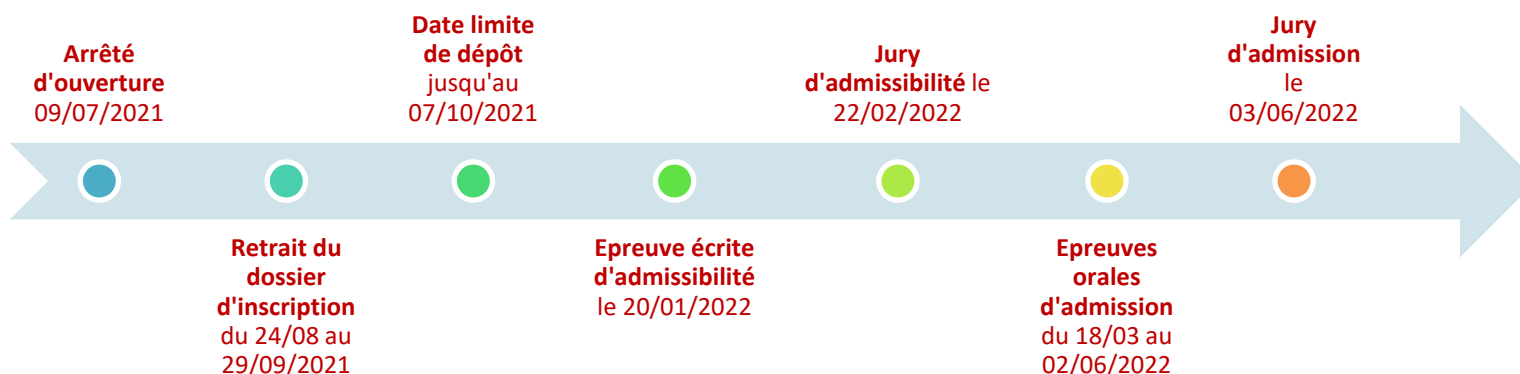 Arrêté
d'ouverture
09/07/2021
Retrait du
dossier
d'inscription
du 24/08 au
29/09/2021
Date limite
de dépôt
jusqu'au
07/10/2021
Epreuve écrite
d'admissibilité
le 20/01/2022
Jury
d'admissibilité le
22/02/2022
Epreuves
orales
d'admission
du 18/03 au
02/06/2022
Jury
d'admission
le
03/06/2022